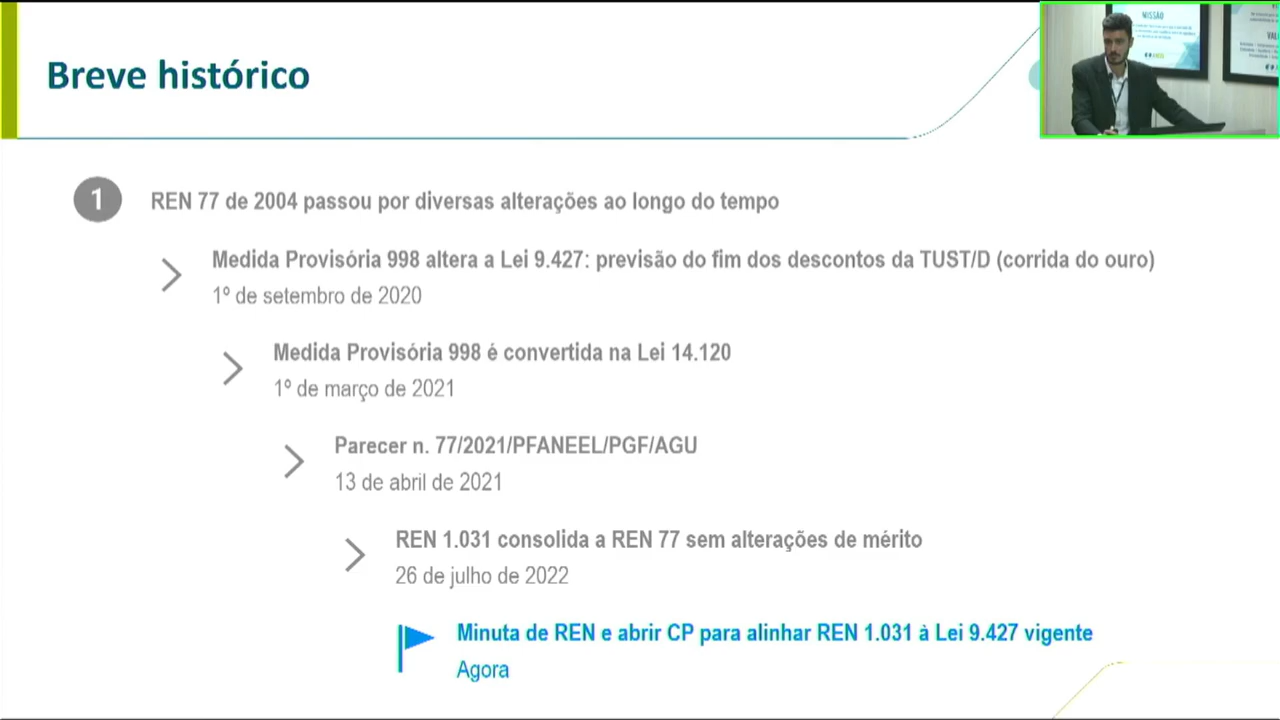 Breve histórico
MISSÃO
1
REN 77 de 2004 passou por diversas alterações ao longo do tempo
Medida Provisória 998 altera a Lei 9.427: previsão do fim dos descontos da TUST/D (corrida do ouro)
1º de setembro de 2020
Medida Provisória 998 é convertida na Lei 14.120
1º de março de 2021
Parecer n. 77/2021/PFANEEL/PGF/AGU
13 de abril de 2021
REN 1.031 consolida a REN 77 sem alterações de mérito
26 de julho de 2022
Minuta de REN e abrir CP para alinhar REN 1.031 à Lei 9.427 vigente
Agora